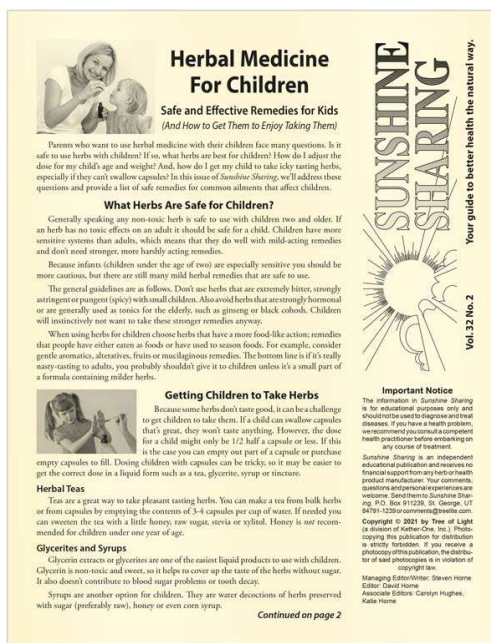 Herbal Medicine
For Children
Safe and Effective Remedies for Kids
(And How to Get Them to Enjoy Taking Them)
Parents who want to use herbal medicine with their children face many questions. Is it
safe to use herbs with children? If so, what herbs are best for children? How do I adjust the
dose for my child's age and weight? And, how do I get my child to take icky tasting herbs,
especially if they can't swallow capsules? In this issue of Sunshine Sharing, we'll address these
questions and provide a list of safe remedies for common ailments that affect children.
What Herbs Are Safe for Children?
Generally speaking any non-toxic herb is safe to use with children two and older. If
an herb has no toxic effects on an adult it should be safe for a child. Children have more
sensitive systems than adults, which means that they do well with mild-acting remedies
and don't need stronger, more harshly acting remedies.
Because infants (children under the age of two) are especially sensitive you should be
more cautious, but there are still many mild herbal remedies that are safe to use.
The general guidelines are as follows. Don't use herbs that are extremely bitter, strongly
astringent or pungent (spicy) with small children. Also avoid herbs that are strongly hormonal
or are generally used as tonics for the elderly, such as ginseng or black cohosh. Children
will instinctively not want to take these stronger remedies anyway.
When using herbs for children choose herbs that have a more food-like action; remedies
that people have either eaten as foods or have used to season foods. For example, consider
gentle aromatics, alteratives, fruits or mucilaginous remedies. The bottom line is if it's really
nasty-tasting to adults, you probably shouldn't give it to children unless it's a small part of
a formula containing milder herbs.
Getting Children to Take Herbs
Because some herbs don't taste good, it can be a challenge
to get children to take them. If a child can swallow capsules
that's great, they won't taste anything. However, the dose
for a child might only be 1/2 half a capsule or less. If this
is the case you can empty out part of a capsule or purchase
empty capsules to fill. Dosing children with capsules can be tricky, so it may be easier to
get the correct dose in a liquid form such as a tea, glycerite, syrup or tincture.
Herbal Teas
Teas are a great way to take pleasant tasting herbs. You can make a tea from bulk herbs
or from capsules by emptying the contents of 3-4 capsules per cup of water. If needed you
can sweeten the tea with a little honey, raw sugar, stevia or xylitol. Honey is not recom-
mended for children under one year of age.
Glycerites and Syrups
Glycerin extracts or glycerites are one of the easiest liquid products to use with children.
Glycerin is non-toxic and sweet, so it helps to cover up the taste of the herbs without sugar.
It also doesn't contribute to blood sugar problems or tooth decay.
Syrups are another option for children. They are water decoctions of herbs preserved
with sugar (preferably raw), honey or even corn syrup.
Continued on page 2
SUNSHINE
SHARING
Your guide to better health the natural way.
Vol. 32 No. 2
Important Notice
The information in Sunshine Sharing
is for educational purposes only and
should not be used to diagnose and treat
diseases. If you have a health problem,
we recommend you consult a competent
health practitioner before embarking on
any course of treatment.
Sunshine Sharing is an independent
educational publication and receives no
financial support from any herb or health
product manufacturer. Your comments,
questions and personal experiences are
welcome. Send them to Sunshine Shar-
ing, P.O. Box 911239, St. George, UT
84791-1239 or comments@treelite.com.
Copyright © 2021 by Tree of Light
(a division of Kether-One, Inc.). Photo-
copying this publication for distribution
is strictly forbidden. If you receive a
photocopy of this publication, the distribu-
tor of said photocopies is in violation of
copyright law.
Managing Editor/Writer: Steven Horne
Editor: David Horne
Associate Editors: Carolyn Hughes,
Katie Horne